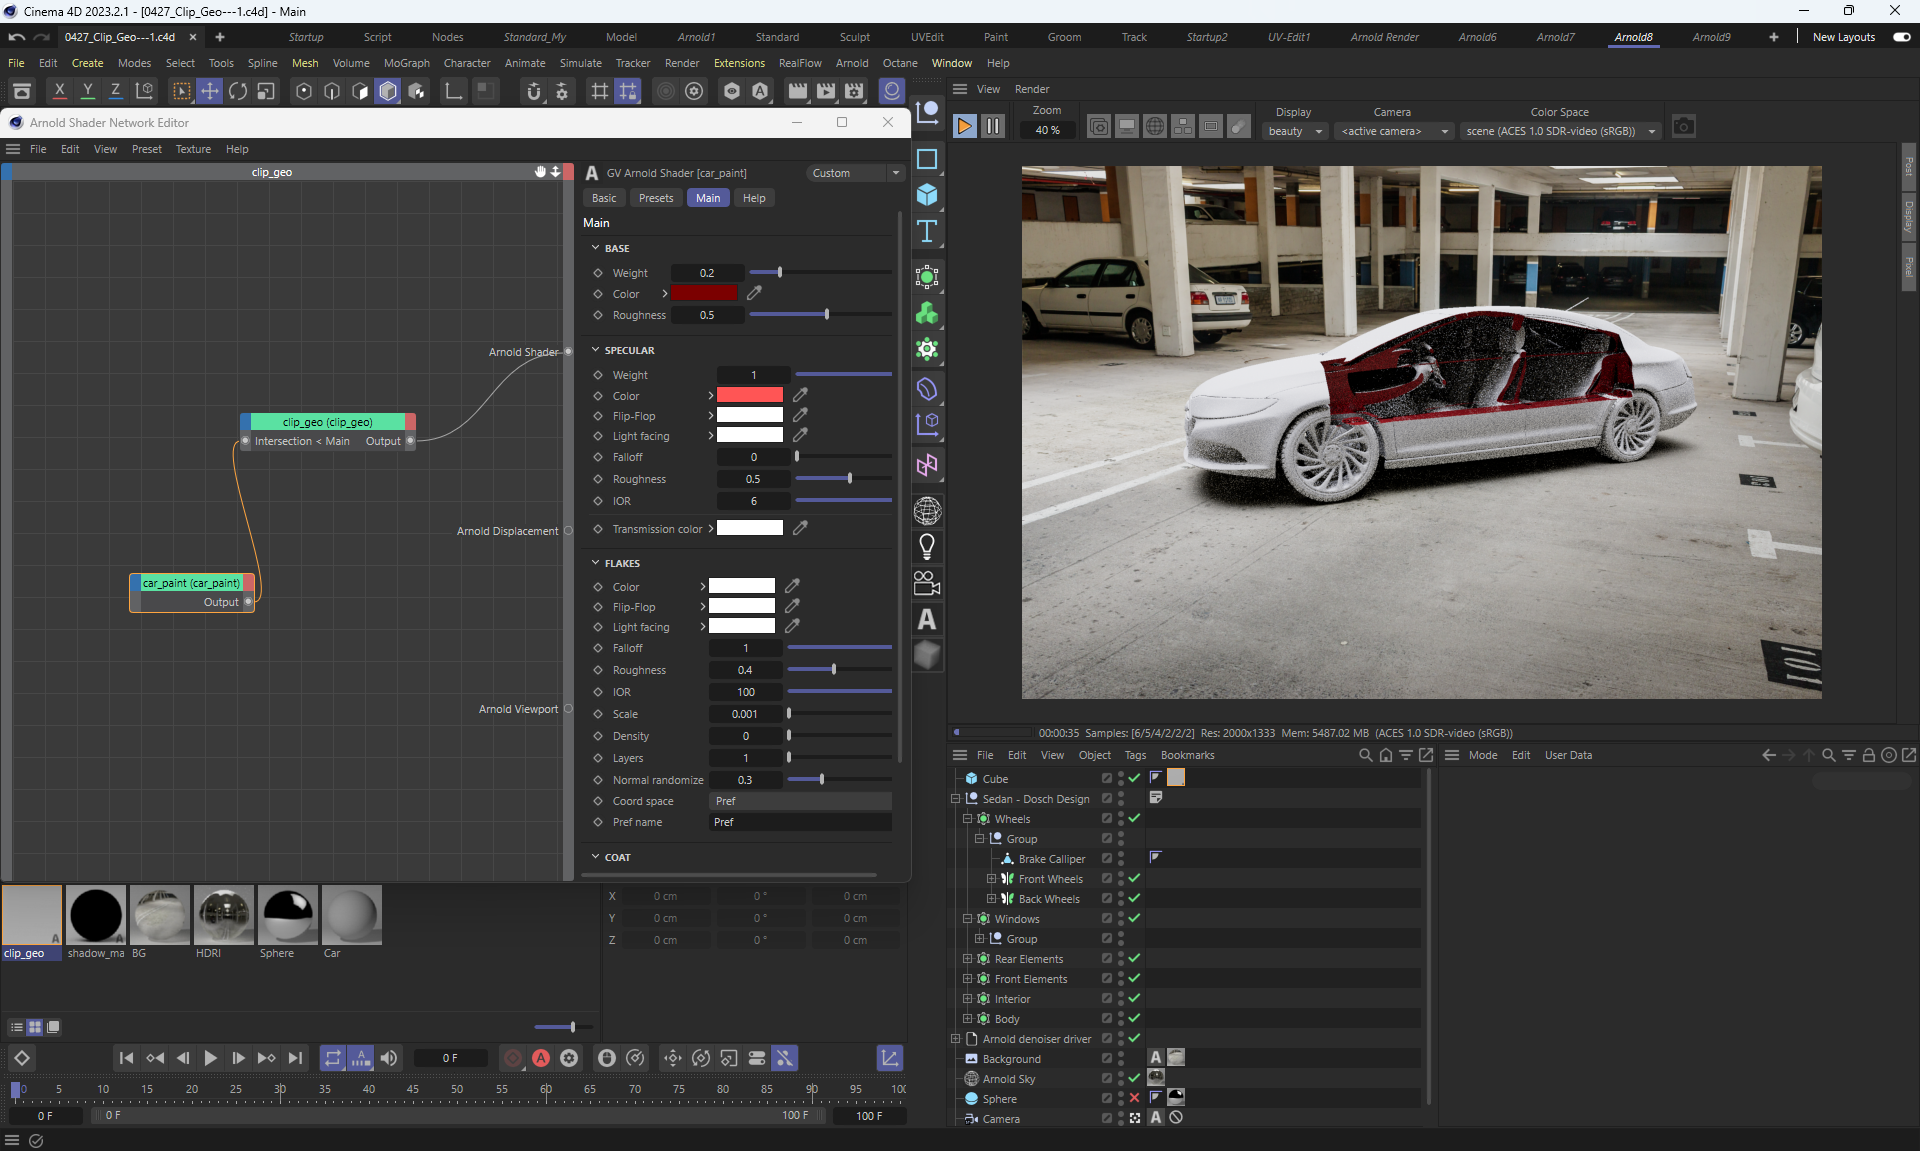 Cinema 4D 2023.2.1 - [0427_Clip_Geo---1.c4d] - Main
0427_Clip_Geo---1.c4d
Startup Script Nodes Standard_My Model Arnold1 Standard Sculpt UVEdit Paint Groom Track Startup2 UV-Edit1 Arnold Render Arnold6 Arnold7 Arnold8 Arnold9 New Layouts
File Edit Create Modes Select Tools Spline Mesh Volume MoGraph Character Animate Simulate Tracker Render Extensions RealFlow Arnold Octane Window Help
X Y Z
View Render
Zoom
40 %
Display
beauty
Camera
<active camera>
Color Space
scene (ACES 1.0 SDR-video (sRGB))
Post
Display
Pixel
Arnold Shader Network Editor
File Edit View Preset Texture Help
clip_geo
Arnold Shader
clip_geo (clip_geo)
Intersection < Main Output
Arnold Displacement
car_paint (car_paint)
Output
Arnold Viewport
GV Arnold Shader [car_paint]
Custom
Basic Presets Main Help
Main
BASE
Weight 0.2
Color
Roughness 0.5
SPECULAR
Weight 1
Color
Flip-Flop
Light facing
Falloff 0
Roughness 0.5
IOR 6
Transmission color
FLAKES
Color
Flip-Flop
Light facing
Falloff 1
Roughness 0.4
IOR 100
Scale 0.001
Density 0
Layers 1
Normal randomize 0.3
Coord space Pref
Pref name Pref
COAT
101
00:00:35 Samples: [6/5/4/2/2/2] Res: 2000x1333 Mem: 5487.02 MB (ACES 1.0 SDR-video (sRGB))
File Edit View Object Tags Bookmarks
Mode Edit User Data
Cube
Sedan - Dosch Design
Wheels
Group
Brake Calliper
Front Wheels
Back Wheels
Windows
Group
Rear Elements
Front Elements
Interior
Body
Arnold denoiser driver
Background
Arnold Sky
Sphere
Camera
clip_geo shadow_ma BG HDRI Sphere Car
X 0 cm 0 ° 0 cm
Y 0 cm 0 ° 0 cm
Z 0 cm 0 ° 0 cm
0 F
0 5 10 15 20 25 30 35 40 45 50 55 60 65 70 75 80 85 90 95 100
0 F 0 F 100 F 100 F